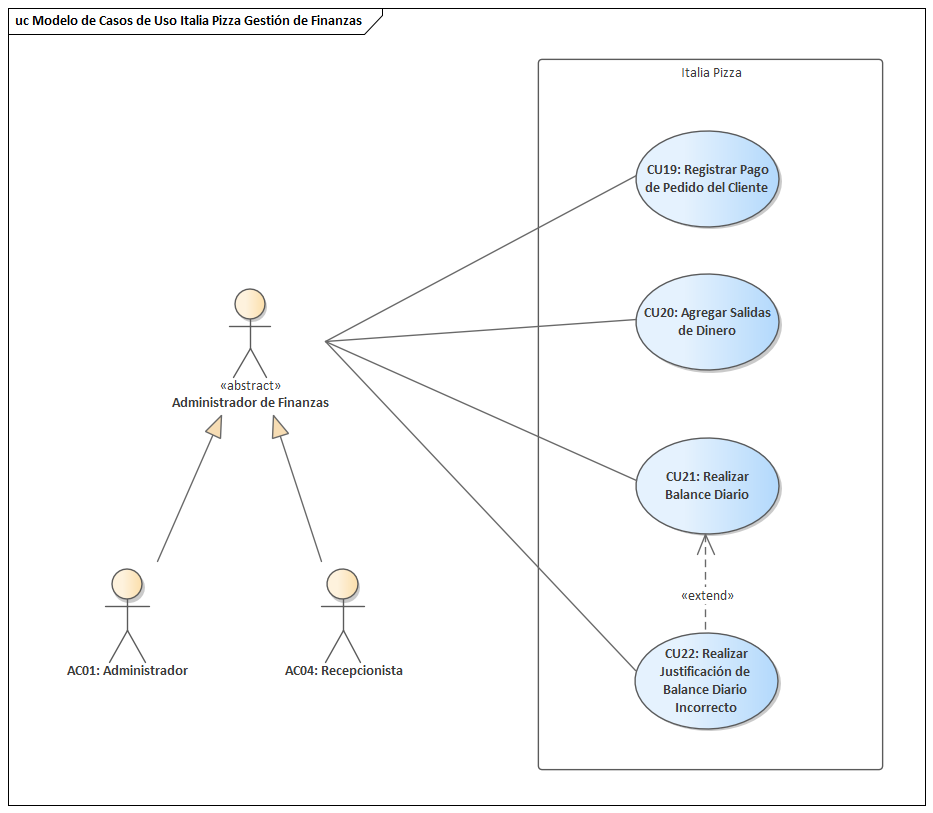 uc Modelo de Casos de Uso Italia Pizza Gestión de Finanzas
Italia Pizza
CU19: Registrar Pago
de Pedido del Cliente
CU20: Agregar Salidas
de Dinero
«abstract»
Administrador de Finanzas
CU21: Realizar
Balance Diario
«extend»
CU22: Realizar
Justificación de
Balance Diario
Incorrecto
AC01: Administrador
AC04: Recepcionista